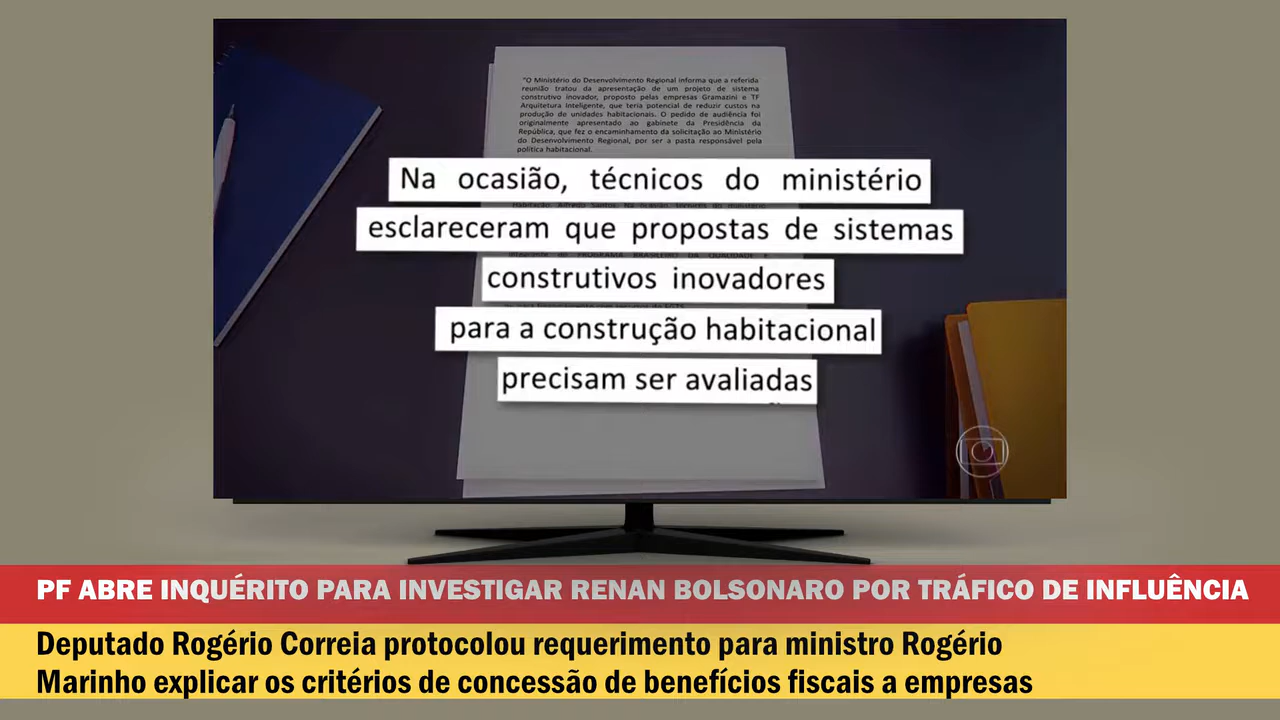 "O Ministério do Desenvolvimento Regional informa que a referida
reunião tratou da apresentação de um projeto de sistema
construtivo inovador, proposto pelas empresas Gramazini e TF
Arquitetura Inteligente, que teria potencial de reduzir custos na
produção de unidades habitacionais. O pedido de audiência foi
originalmente apresentado ao gabinete da Presidência da
República, que fez o encaminhamento da solicitação ao Ministério
do Desenvolvimento Regional, por ser a pasta responsável pela
política habitacional.
Na ocasião, técnicos do ministério
esclareceram que propostas de sistemas
construtivos inovadores
para a construção habitacional
precisam ser avaliadas
PF ABRE INQUÉRITO PARA INVESTIGAR RENAN BOLSONARO POR TRÁFICO DE INFLUÊNCIA
Deputado Rogério Correia protocolou requerimento para ministro Rogério
Marinho explicar os critérios de concessão de benefícios fiscais a empresas